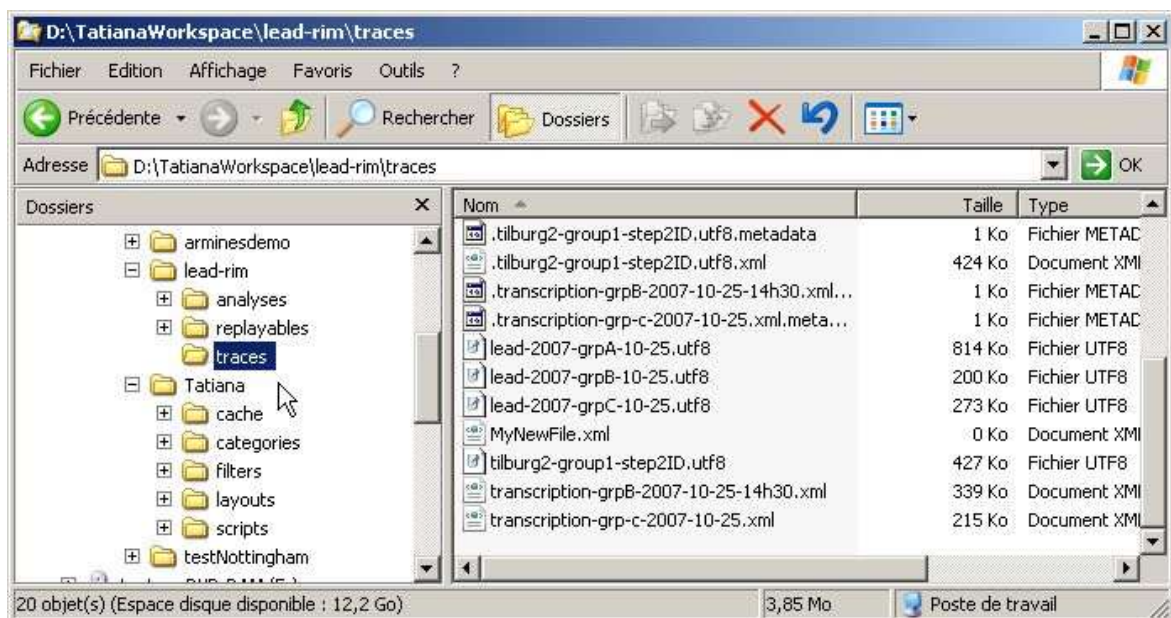 D:\TatianaWorkspace\lead-rim\traces
Fichier Edition Affichage Favoris Outils ?
Précédente Rechercher Dossiers
Adresse D:\TatianaWorkspace\lead-rim\traces OK
Dossiers
arminesdemo
lead-rim
analyses
replayables
traces
Tatiana
cache
categories
filters
layouts
scripts
testNottingham
Nom Taille Type
.tilburg2-group1-step2ID.utf8.metadata 1 Ko Fichier METAD
.tilburg2-group1-step2ID.utf8.xml 424 Ko Document XMI
.transcription-grpB-2007-10-25-14h30.xml... 1 Ko Fichier METAD
.transcription-grp-c-2007-10-25.xml.meta... 1 Ko Fichier METAD
lead-2007-grpA-10-25.utf8 814 Ko Fichier UTF8
lead-2007-grpB-10-25.utf8 200 Ko Fichier UTF8
lead-2007-grpC-10-25.utf8 273 Ko Fichier UTF8
MyNewFile.xml 0 Ko Document XMI
tilburg2-group1-step2ID.utf8 427 Ko Fichier UTF8
transcription-grpB-2007-10-25-14h30.xml 339 Ko Document XMI
transcription-grp-c-2007-10-25.xml 215 Ko Document XMI
20 objet(s) (Espace disque disponible : 12,2 Go) 3,85 Mo Poste de travail